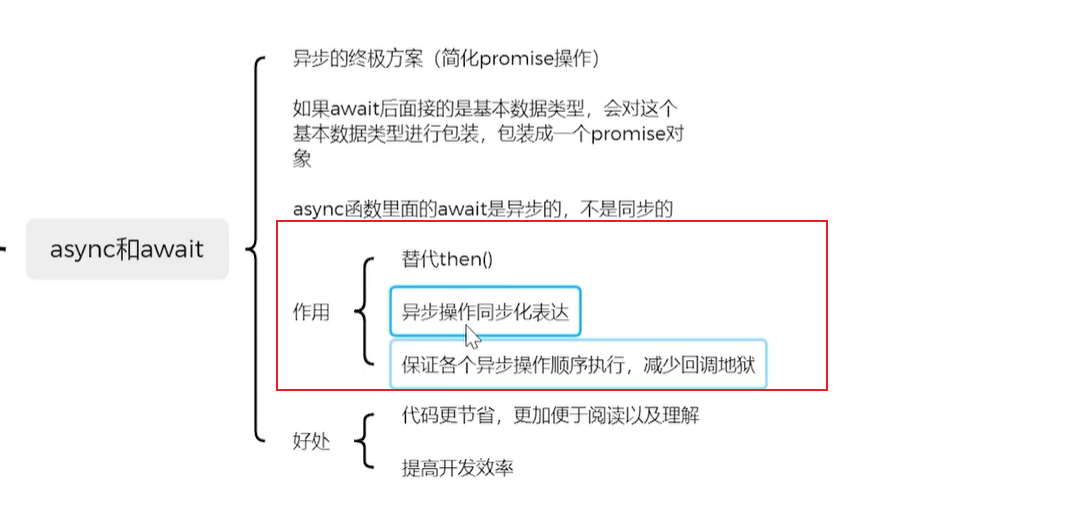 异步的终极方案（简化promise操作）
如果await后面接的是基本数据类型，会对这个
基本数据类型进行包装，包装成一个promise对
象
async函数里面的await是异步的，不是同步的
async和await
作用
替代then()
异步操作同步化表达
保证各个异步操作顺序执行，减少回调地狱
好处
代码更节省，更加便于阅读以及理解
提高开发效率